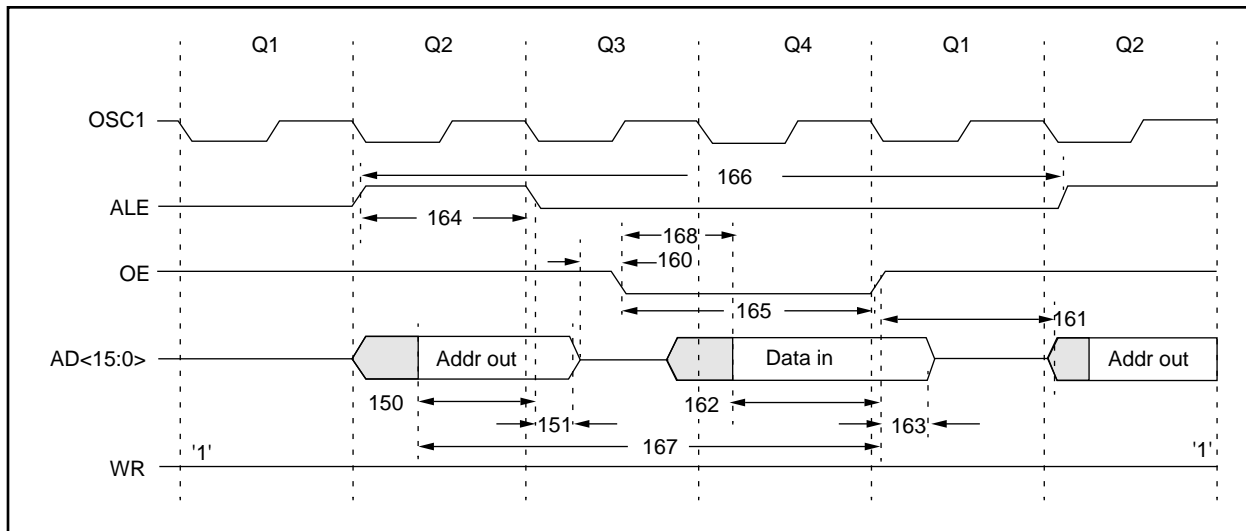 Q1 Q2 Q3 Q4 Q1 Q2
OSC1
166
ALE
164
168
160
OE
165
161
AD<15:0>
Addr out
Data in
Addr out
150
162
151
163
167
'1'
'1'
WR